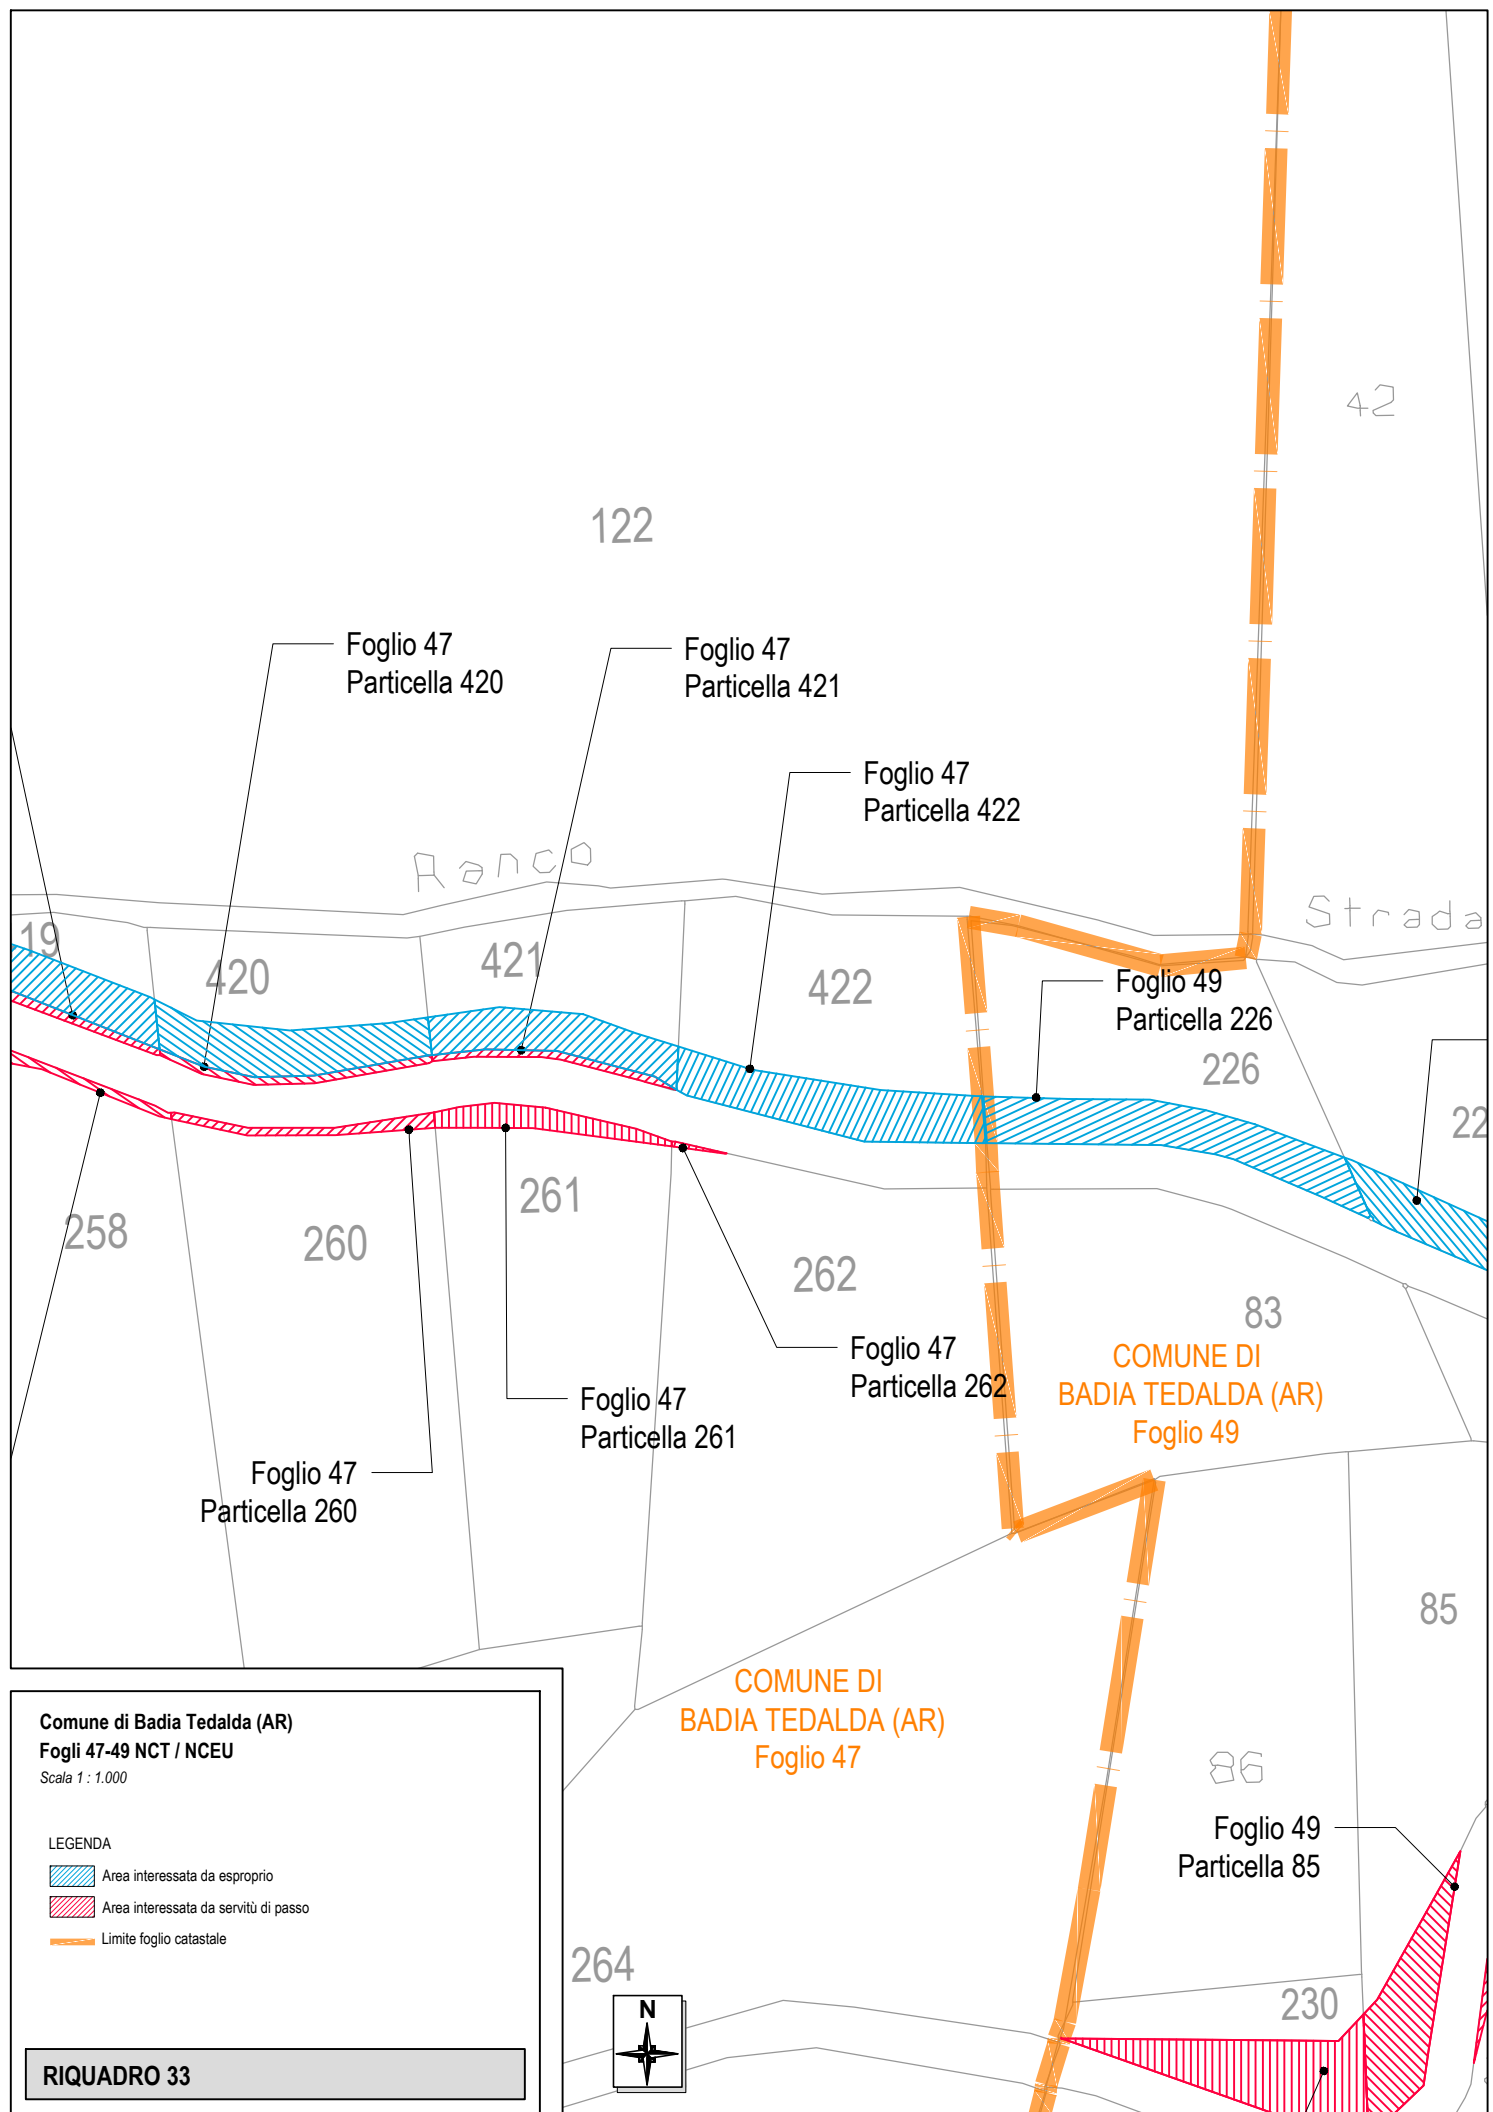 42
122
Foglio 47
Particella 420
Foglio 47
Particella 421
Foglio 47
Particella 422
Ranco
Strada
19
420
421
422
Foglio 49
Particella 226
226
22
258
260
261
262
83
Foglio 47
Particella 262
COMUNE DI
BADIA TEDALDA (AR)
Foglio 49
Foglio 47
Particella 261
Foglio 47
Particella 260
85
COMUNE DI
BADIA TEDALDA (AR)
Foglio 47
86
Foglio 49
Particella 85
264
230
N
Comune di Badia Tedalda (AR)
Fogli 47-49 NCT / NCEU
Scala 1 : 1.000
LEGENDA
Area interessata da esproprio
Area interessata da servitù di passo
Limite foglio catastale
RIQUADRO 33